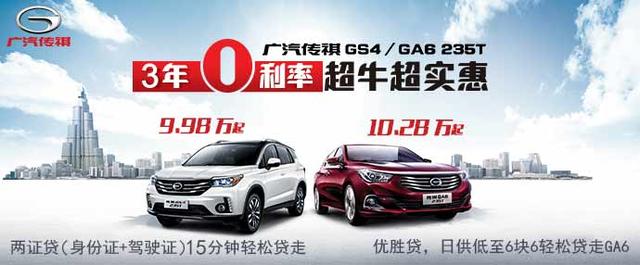 广汽传祺
广汽传祺 GS4 / GA6 235T
3年0利率超牛超实惠
9.98万起
10.28万起
两证贷(身份证+驾驶证)15分钟轻松贷走
优胜贷，日供低至6块6轻松贷走GA6